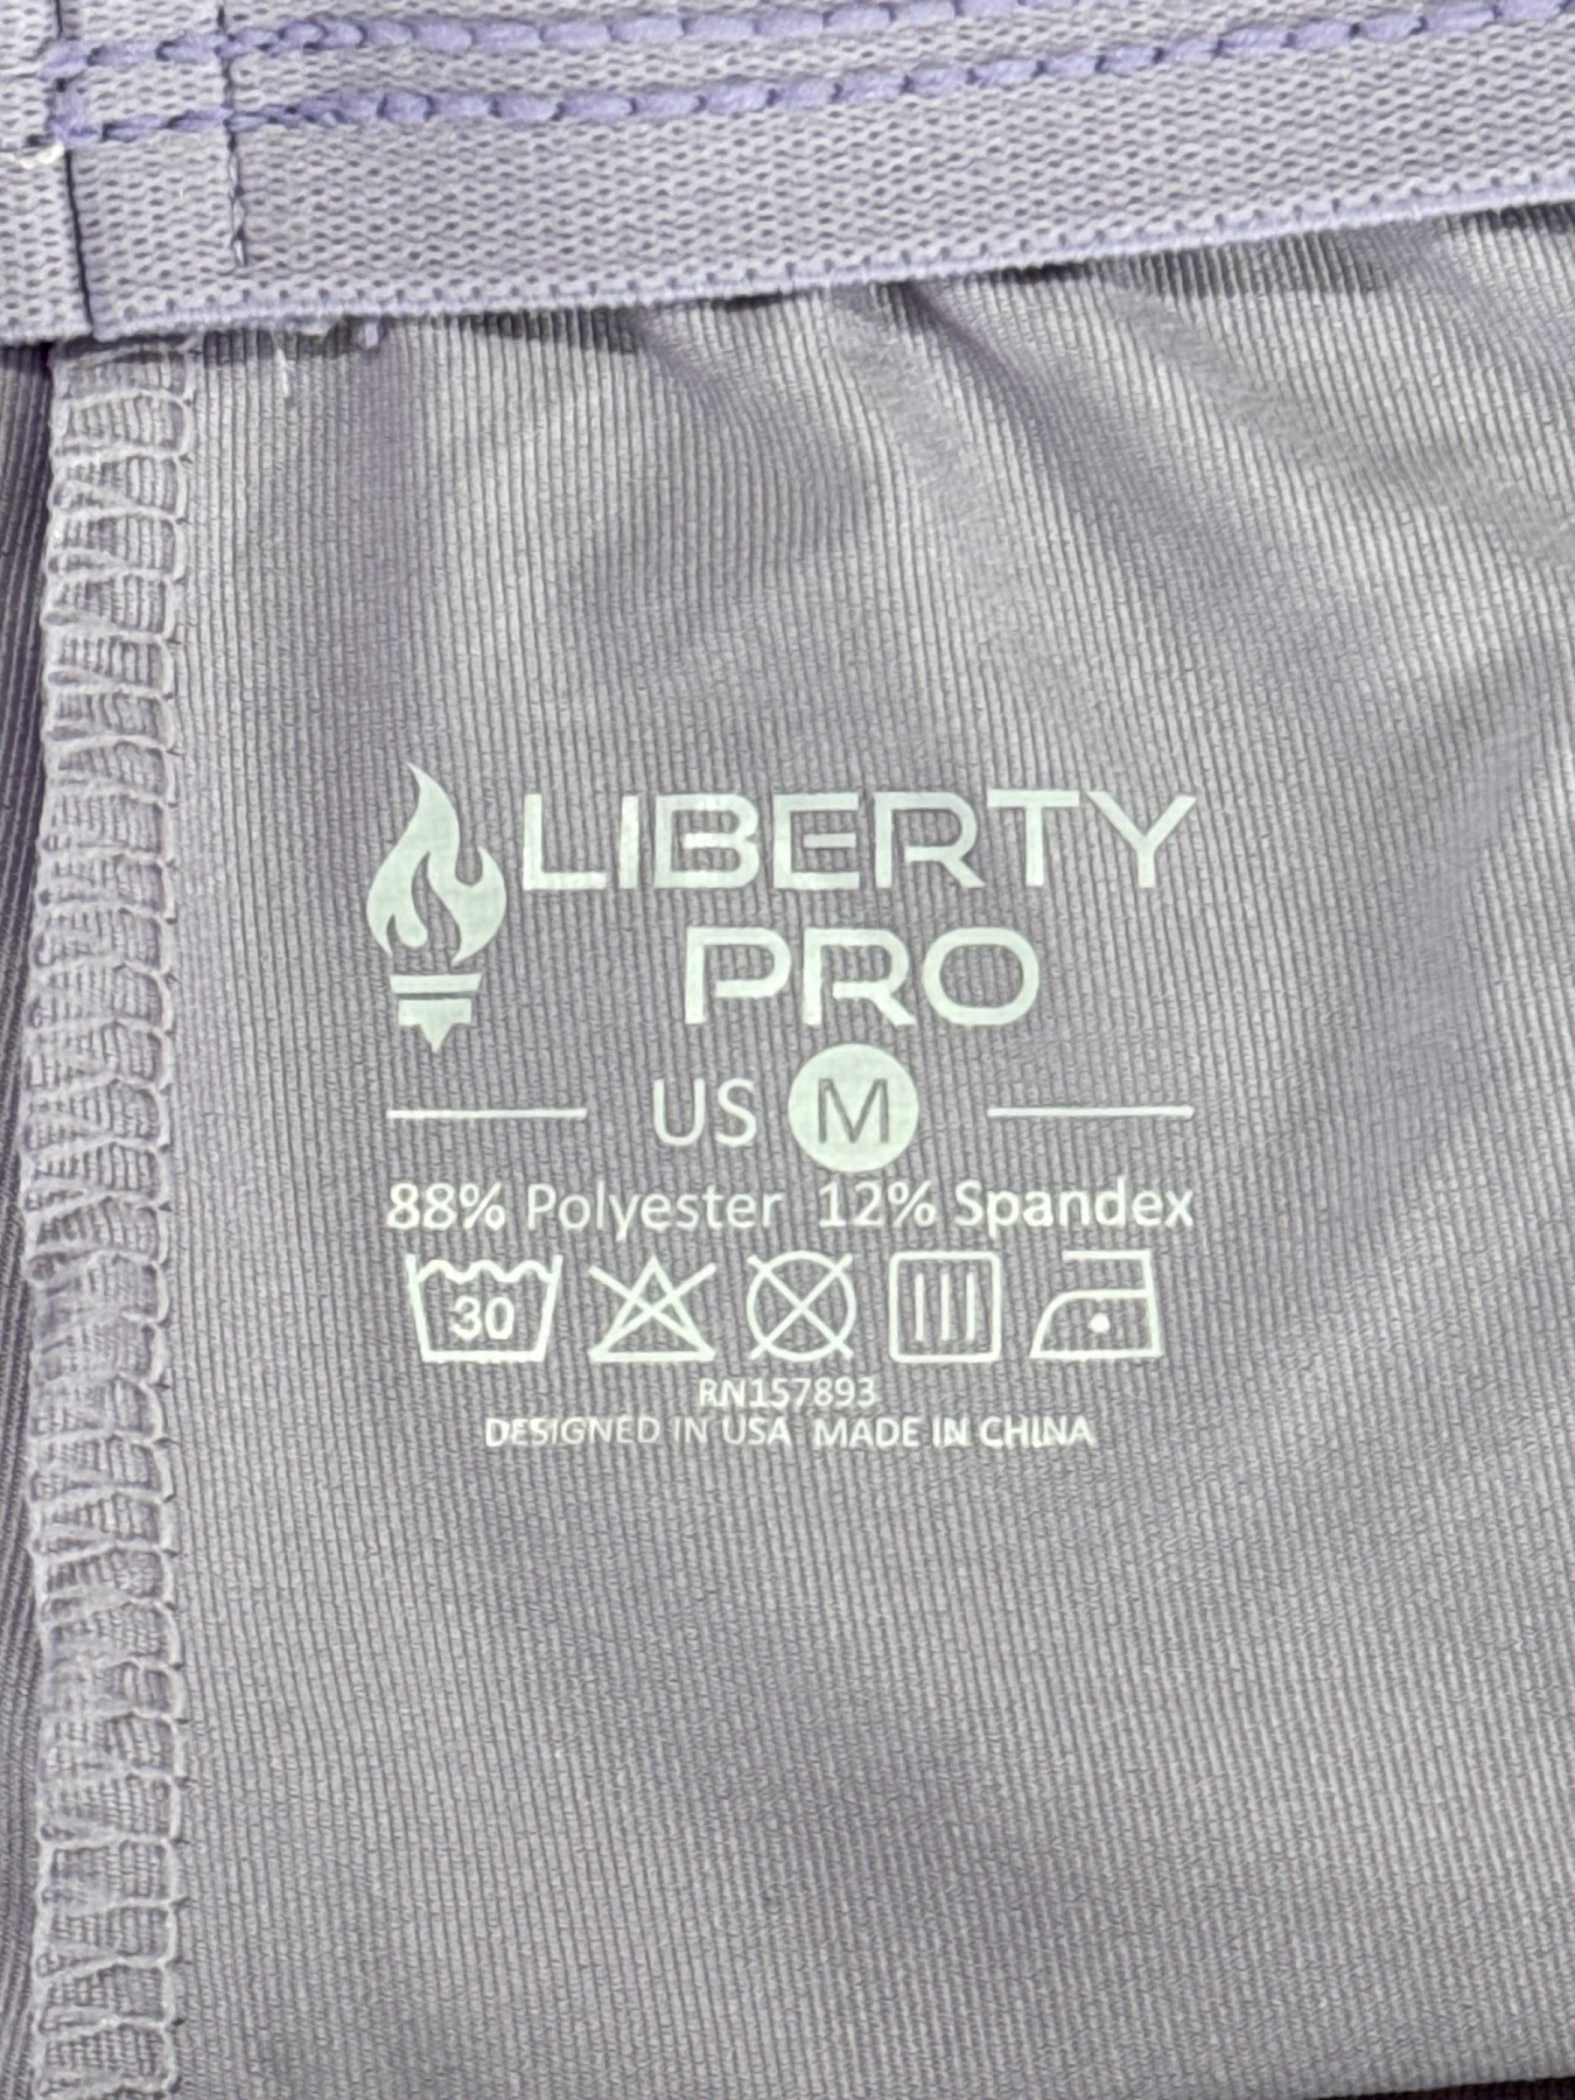 LIBERTY
PRO
US M
88% Polyester 12% Spandex
30
RN157893
DESIGNED IN USA MADE IN CHINA